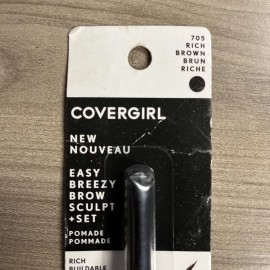 705
RICH
BROWN
BRUN
RICHE
COVERGIRL
NEW
NOUVEAU
EASY
BREEZY
BROW
SCULPT
+SET
POMADE
POMMADE
RICH
BUILDABLE